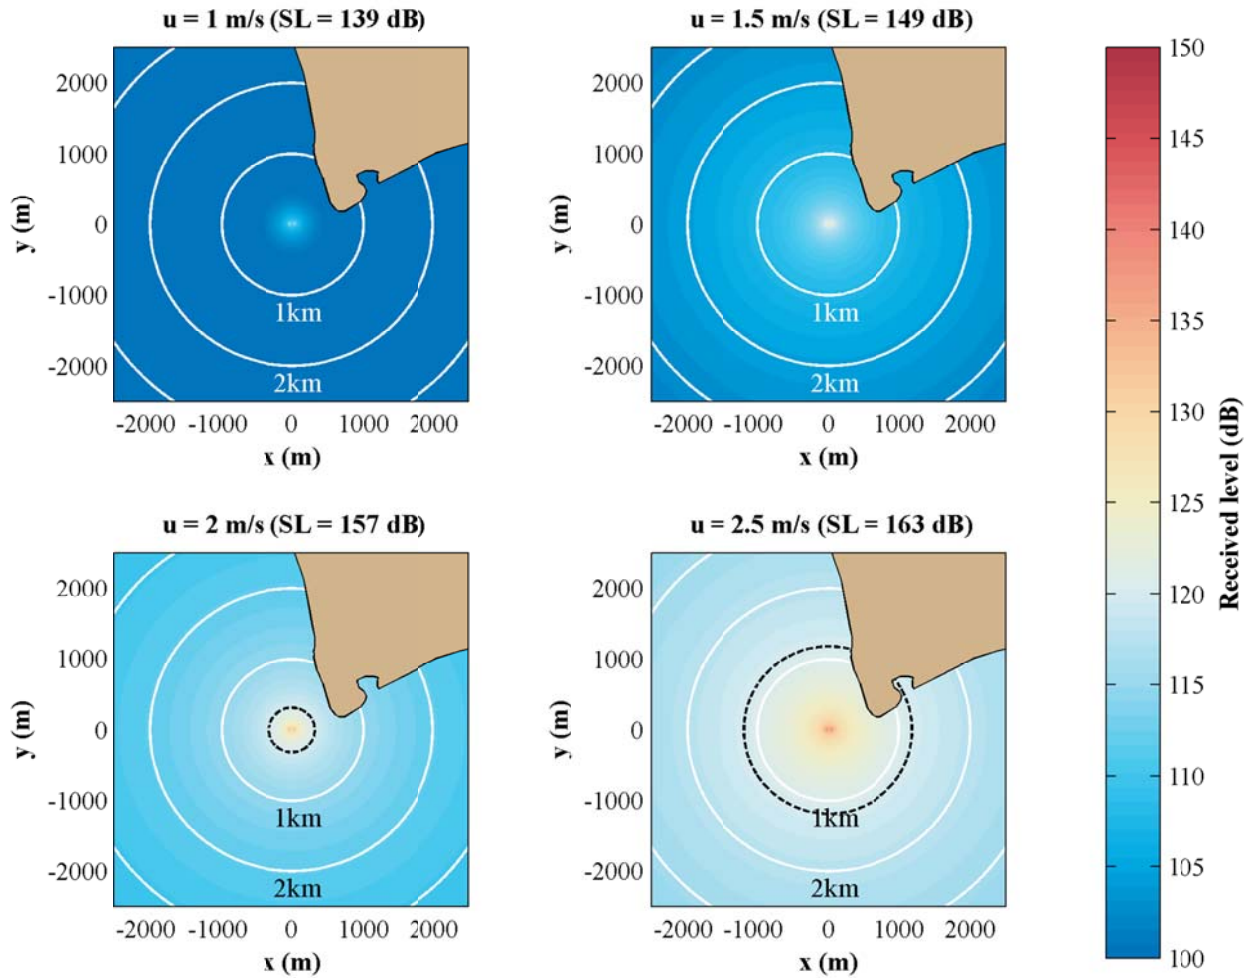 u = 1 m/s (SL = 139 dB)
2000
1000
0
-1000
-2000
y (m)
1km
2km
-2000 -1000 0 1000 2000
x (m)
u = 1.5 m/s (SL = 149 dB)
2000
1000
0
-1000
-2000
y (m)
1km
2km
-2000 -1000 0 1000 2000
x (m)
u = 2 m/s (SL = 157 dB)
2000
1000
0
-1000
-2000
y (m)
1km
2km
-2000 -1000 0 1000 2000
x (m)
u = 2.5 m/s (SL = 163 dB)
2000
1000
0
-1000
-2000
y (m)
1km
2km
-2000 -1000 0 1000 2000
x (m)
150
145
140
135
130
125
120
115
110
105
100
Received level (dB)